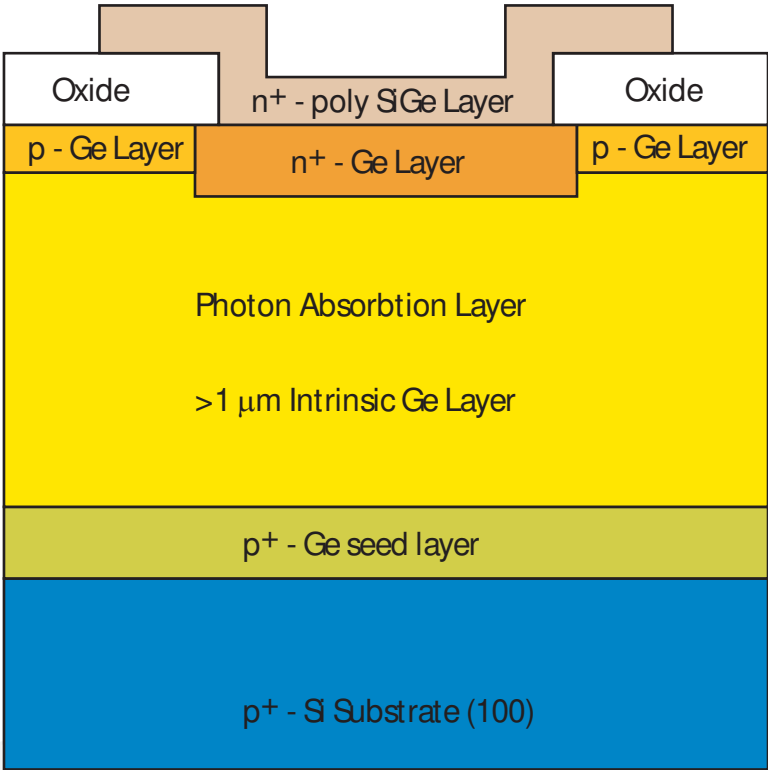 Oxide
Oxide
n⁺ - poly SiGe Layer
p - Ge Layer
n⁺ - Ge Layer
p - Ge Layer
Photon Absorbtion Layer
>1 μm Intrinsic Ge Layer
p⁺ - Ge seed layer
p⁺ - Si Substrate (100)